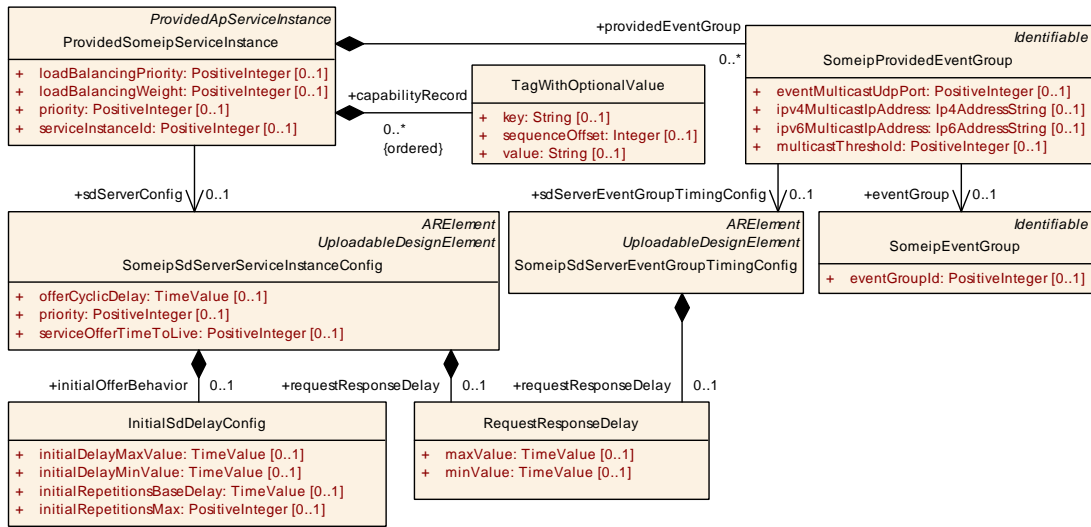 ProvidedApServiceInstance
ProvidedSomeipServiceInstance
+ loadBalancingPriority: PositiveInteger [0..1]
+ loadBalancingWeight: PositiveInteger [0..1]
+ priority: PositiveInteger [0..1]
+ serviceInstanceId: PositiveInteger [0..1]
+providedEventGroup
0..*
Identifiable
SomeipProvidedEventGroup
+ eventMulticastUdpPort: PositiveInteger [0..1]
+ ipv4MulticastIpAddress: Ip4AddressString [0..1]
+ ipv6MulticastIpAddress: Ip6AddressString [0..1]
+ multicastThreshold: PositiveInteger [0..1]
+capabilityRecord
0..*
{ordered}
TagWithOptionalValue
+ key: String [0..1]
+ sequenceOffset: Integer [0..1]
+ value: String [0..1]
+sdServerConfig
0..1
+sdServerEventGroupTimingConfig
0..1
+eventGroup
0..1
ARElement
UploadableDesignElement
SomeipSdServerServiceInstanceConfig
+ offerCyclicDelay: TimeValue [0..1]
+ priority: PositiveInteger [0..1]
+ serviceOfferTimeToLive: PositiveInteger [0..1]
ARElement
UploadableDesignElement
SomeipSdServerEventGroupTimingConfig
Identifiable
SomeipEventGroup
+ eventGroupId: PositiveInteger [0..1]
+initialOfferBehavior
0..1
+requestResponseDelay
0..1
+requestResponseDelay
0..1
InitialSdDelayConfig
+ initialDelayMaxValue: TimeValue [0..1]
+ initialDelayMinValue: TimeValue [0..1]
+ initialRepetitionsBaseDelay: TimeValue [0..1]
+ initialRepetitionsMax: PositiveInteger [0..1]
RequestResponseDelay
+ maxValue: TimeValue [0..1]
+ minValue: TimeValue [0..1]